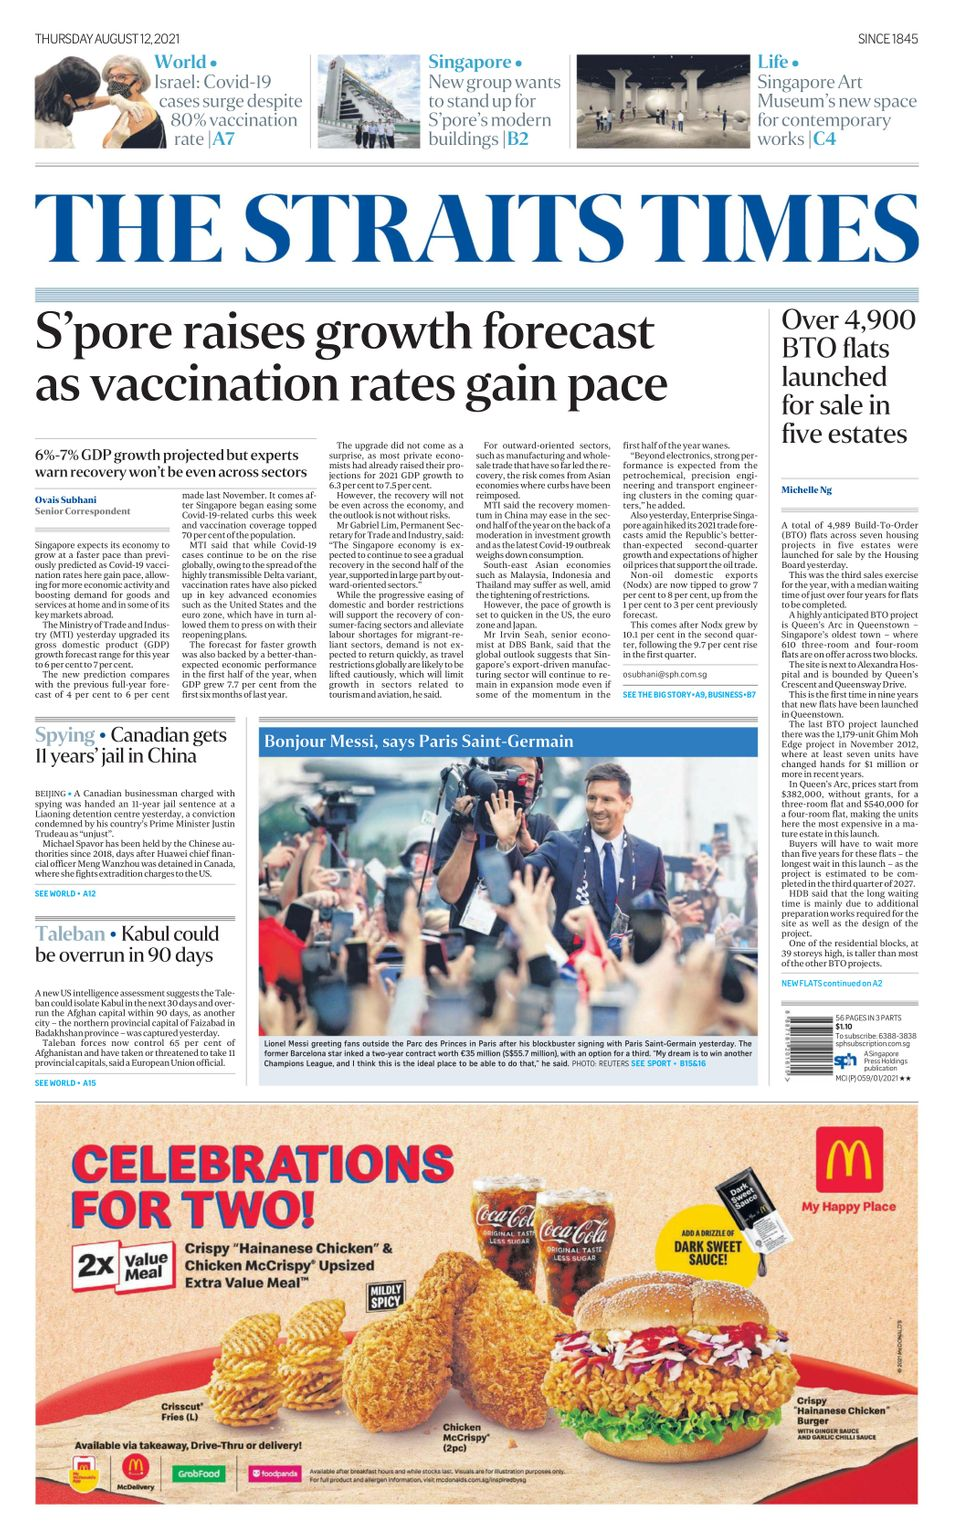 THURSDAY AUGUST 12, 2021
SINCE 1845
World •
Israel: Covid-19
cases surge despite
80% vaccination
rate | A7
Singapore •
New group wants
to stand up for
S'pore's modern
buildings | B2
Life •
Singapore Art
Museum's new space
for contemporary
works | C4
THE STRAITS TIMES
S'pore raises growth forecast
as vaccination rates gain pace
6%-7% GDP growth projected but experts
warn recovery won't be even across sectors
Ovais Subhani
Senior Correspondent
Singapore expects its economy to
grow at a faster pace than previ-
ously predicted as Covid-19 vacci-
nation rates here gain pace, allow-
ing for more economic activity and
boosting demand for goods and
services at home and in some of its
key markets abroad.
The Ministry of Trade and Indus-
try (MTI) yesterday upgraded its
gross domestic product (GDP)
growth forecast range for this year
to 6 per cent to 7 per cent.
The new prediction compares
with the previous full-year fore-
cast of 4 per cent to 6 per cent
made last November. It comes af-
ter Singapore began easing some
Covid-19-related curbs this week
and vaccination coverage topped
70 per cent of the population.
MTI said that while Covid-19
cases continue to be on the rise
globally, owing to the spread of the
highly transmissible Delta variant,
vaccination rates have also picked
up in key advanced economies
such as the United States and the
euro zone, which have in turn al-
lowed them to press on with their
reopening plans.
The forecast for faster growth
was also backed by a better-than-
expected economic performance
in the first half of the year, when
GDP grew 7.7 per cent from the
first six months of last year.
The upgrade did not come as a
surprise, as most private econo-
mists had already raised their pro-
jections for 2021 GDP growth to
6.3 per cent to 7.5 per cent.
However, the recovery will not
be even across the economy, and
the outlook is not without risks.
Mr Gabriel Lim, Permanent Sec-
retary for Trade and Industry, said:
"The Singapore economy is ex-
pected to continue to see a gradual
recovery in the second half of the
year, supported in large part by out-
ward-oriented sectors."
While the progressive easing of
domestic and border restrictions
will support the recovery of con-
sumer-facing sectors and alleviate
labour shortages for migrant-re-
liant sectors, demand is not ex-
pected to return quickly, as travel
restrictions globally are likely to be
lifted cautiously, which will limit
growth in sectors related to
tourism and aviation, he said.
For outward-oriented sectors,
such as manufacturing and whole-
sale trade that have so far led the re-
covery, the risk comes from Asian
economies where curbs have been
reimposed.
MTI said the recovery momen-
tum in China may ease in the sec-
ond half of the year on the back of a
moderation in investment growth
and as the latest Covid-19 outbreak
weighs down consumption.
South-east Asian economies
such as Malaysia, Indonesia and
Thailand may suffer as well, amid
the tightening of restrictions.
However, the pace of growth is
set to quicken in the US, the euro
zone and Japan.
Mr Irvin Seah, senior econo-
mist at DBS Bank, said that the
global outlook suggests that Sin-
gapore's export-driven manufac-
turing sector will continue to re-
main in expansion mode even if
some of the momentum in the
first half of the year wanes.
"Beyond electronics, strong per-
formance is expected from the
petrochemical, precision engi-
neering and transport engineer-
ing clusters in the coming quar-
ters," he added.
Also yesterday, Enterprise Singa-
pore again hiked its 2021 trade fore-
casts amid the Republic's better-
than-expected second-quarter
growth and expectations of higher
oil prices that support the oil trade.
Non-oil domestic exports
(Nodx) are now tipped to grow 7
per cent to 8 per cent, up from the
1 per cent to 3 per cent previously
forecast.
This comes after Nodx grew by
10.1 per cent in the second quar-
ter, following the 9.7 per cent rise
in the first quarter.
osubhani@sph.com.sg
SEE THE BIG STORY • A9, BUSINESS • B7
Over 4,900
BTO flats
launched
for sale in
five estates
Michelle Ng
A total of 4,989 Build-To-Order
(BTO) flats across seven housing
projects in five estates were
launched for sale by the Housing
Board yesterday.
This was the third sales exercise
for the year, with a median waiting
time of just over four years for flats
to be completed.
A highly anticipated BTO project
is Queen's Arc in Queenstown –
Singapore's oldest town – where
610 three-room and four-room
flats are on offer across two blocks.
The site is next to Alexandra Hos-
pital and is bounded by Queen's
Crescent and Queensway Drive.
This is the first time in nine years
that new flats have been launched
in Queenstown.
The last BTO project launched
there was the 1,179-unit Ghim Moh
Edge project in November 2012,
where at least seven units have
changed hands for $1 million or
more in recent years.
In Queen's Arc, prices start from
$382,000, without grants, for a
three-room flat and $540,000 for
a four-room flat, making the units
here the most expensive in a ma-
ture estate in this launch.
Buyers will have to wait more
than five years for these flats – the
longest wait in this launch – as the
project is estimated to be com-
pleted in the third quarter of 2027.
HDB said that the long waiting
time is mainly due to additional
preparation works required for the
site as well as the design of the
project.
One of the residential blocks, at
39 storeys high, is taller than most
of the other BTO projects.
NEW FLATS continued on A2
Spying • Canadian gets
11 years' jail in China
BEIJING • A Canadian businessman charged with
spying was handed an 11-year jail sentence at a
Liaoning detention centre yesterday, a conviction
condemned by his country's Prime Minister Justin
Trudeau as "unjust".
Michael Spavor has been held by the Chinese au-
thorities since 2018, days after Huawei chief finan-
cial officer Meng Wanzhou was detained in Canada,
where she fights extradition charges to the US.
SEE WORLD • A12
Taleban • Kabul could
be overrun in 90 days
A new US intelligence assessment suggests the Tale-
ban could isolate Kabul in the next 30 days and over-
run the Afghan capital within 90 days, as another
city – the northern provincial capital of Faizabad in
Badakhshan province – was captured yesterday.
Taleban forces now control 65 per cent of
Afghanistan and have taken or threatened to take 11
provincial capitals, said a European Union official.
SEE WORLD • A15
Bonjour Messi, says Paris Saint-Germain
Lionel Messi greeting fans outside the Parc des Princes in Paris after his blockbuster signing with Paris Saint-Germain yesterday. The
former Barcelona star inked a two-year contract worth €35 million (S$55.7 million), with an option for a third. "My dream is to win another
Champions League, and I think this is the ideal place to be able to do that," he said. PHOTO: REUTERS SEE SPORT • B15&16
56 PAGES IN 3 PARTS
$1.10
To subscribe: 6388-3838
sphsubscription.com.sg
sph
A Singapore
Press Holdings
publication
MCI (P) 059/01/2021 ★★
CELEBRATIONS
FOR TWO!
2x Value
Meal
Crispy "Hainanese Chicken" &
Chicken McCrispy® Upsized
Extra Value Meal™
MILDLY
SPICY
Coca-Cola
ORIGINAL TASTE
LESS SUGAR
Coca-Cola
ORIGINAL TASTE
LESS SUGAR
Dark
Sweet
Sauce
ADD A DRIZZLE OF
DARK SWEET
SAUCE!
My Happy Place
© 2021 McDONALD'S
Crisscut®
Fries (L)
Chicken
McCrispy®
(2pc)
Crispy
"Hainanese Chicken"
Burger
WITH GINGER SAUCE
AND GARLIC CHILLI SAUCE
Available via takeaway, Drive-Thru or delivery!
McDelivery
GrabFood
foodpanda
Available after breakfast hours and while stocks last. Visuals are for illustration purposes only.
For full product and allergen information, visit mcdonalds.com.sg/inspiredbysg